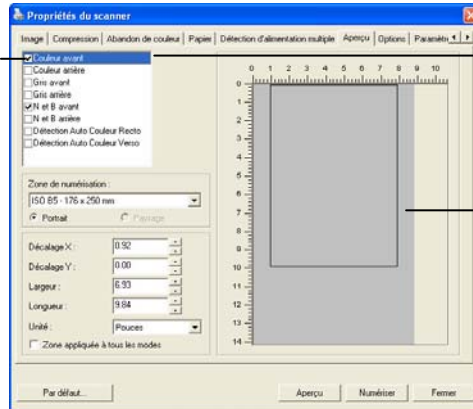 Propriétés du scanner
Image Compression Abandon de couleur Papier Détection d'alimentation multiple Aperçu Options Paramètr
Couleur avant
Couleur arrière
Gris avant
Gris arrière
N et B avant
N et B arrière
Détection Auto Couleur Recto
Détection Auto Couleur Verso
Zone de numérisation :
ISO B5 - 176 x 250 mm
Portrait Paysage
Décalage X : 0.92
Décalage Y : 0.00
Largeur : 6.93
Longueur : 9.84
Unité : Pouces
Zone appliquée à tous les modes
0 1 2 3 4 5 6 7 8 9 10
0
1
2
3
4
5
6
7
8
9
10
11
12
13
14
Par défaut... Aperçu Numériser Fermer